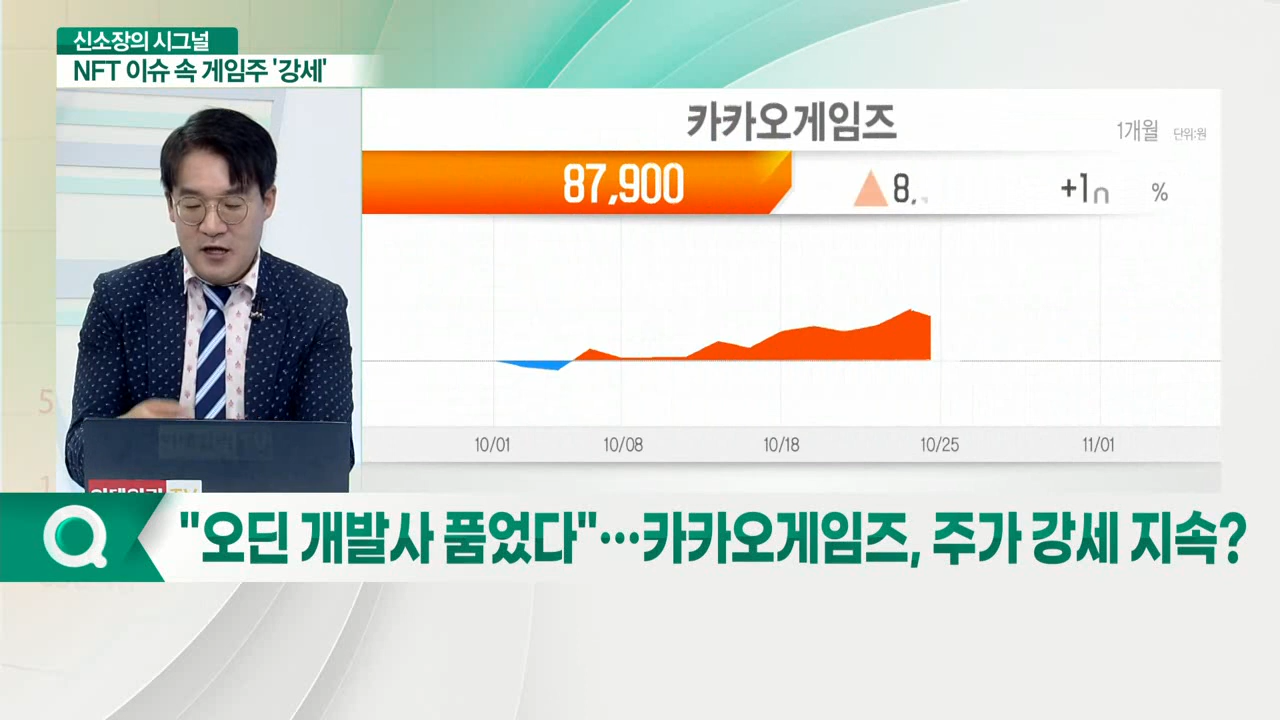 신소장의 시그널
NFT 이슈 속 게임주 '강세'
카카오게임즈
1개월 단위:원
87,900 ▲ 8, +1 %
10/01 10/08 10/18 10/25 11/01
"오딘 개발사 품었다"…카카오게임즈, 주가 강세 지속?